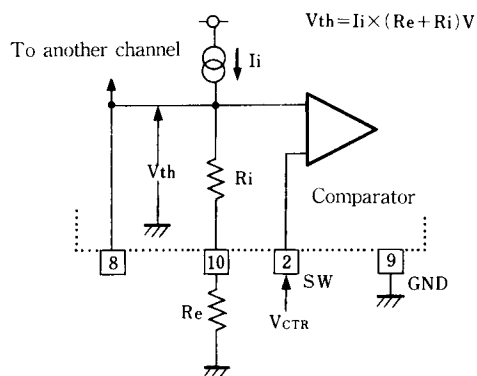 Vth=Ii×(Re+Ri)V
To another channel
Ii
Vth
Ri
Comparator
8
10
2
9
SW
GND
Re
VCTR